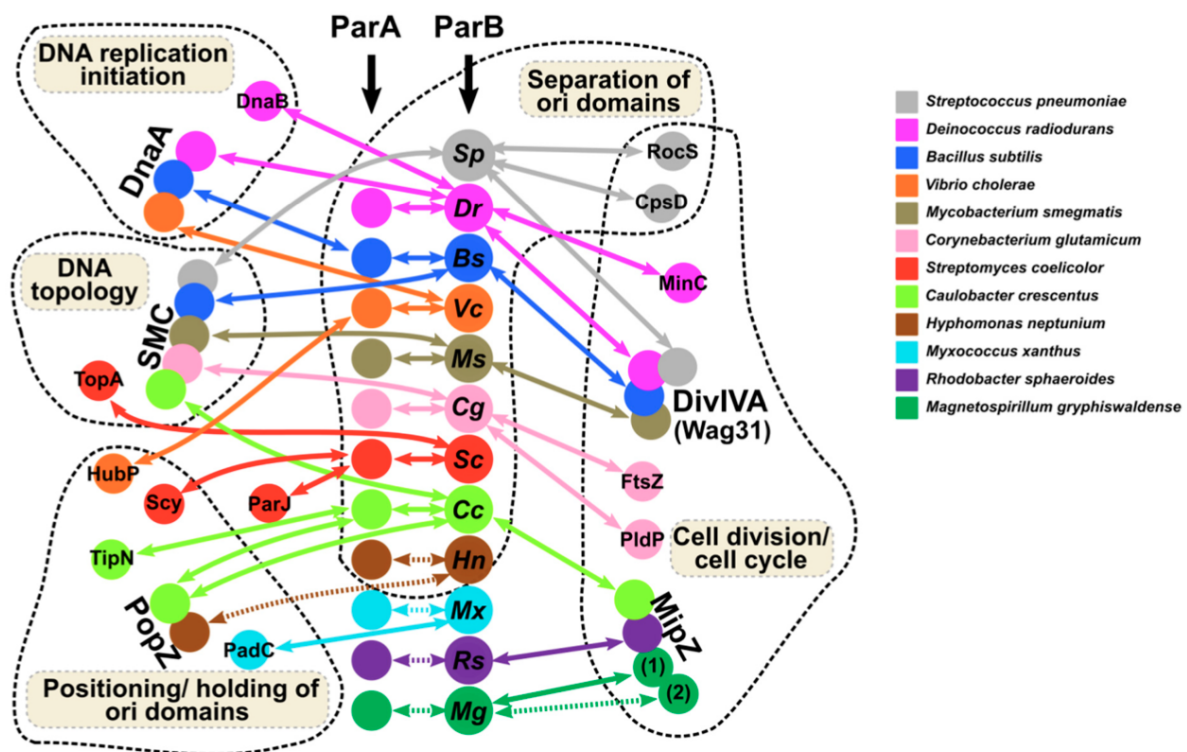 ParA
ParB
DNA replication
initiation
DnaB
DnaA
Separation of
ori domains
RocS
CpsD
Sp
Dr
Bs
Vc
Ms
Cg
Sc
Cc
Hn
Mx
Rs
Mg
DNA
topology
SMC
TopA
HubP
Scy
ParJ
TipN
PopZ
PadC
Positioning/ holding of
ori domains
MinC
DivIVA
(Wag31)
FtsZ
PldP
Cell division/
cell cycle
MipZ
(1)
(2)
Streptococcus pneumoniae
Deinococcus radiodurans
Bacillus subtilis
Vibrio cholerae
Mycobacterium smegmatis
Corynebacterium glutamicum
Streptomyces coelicolor
Caulobacter crescentus
Hyphomonas neptunium
Myxococcus xanthus
Rhodobacter sphaeroides
Magnetospirillum gryphiswaldense